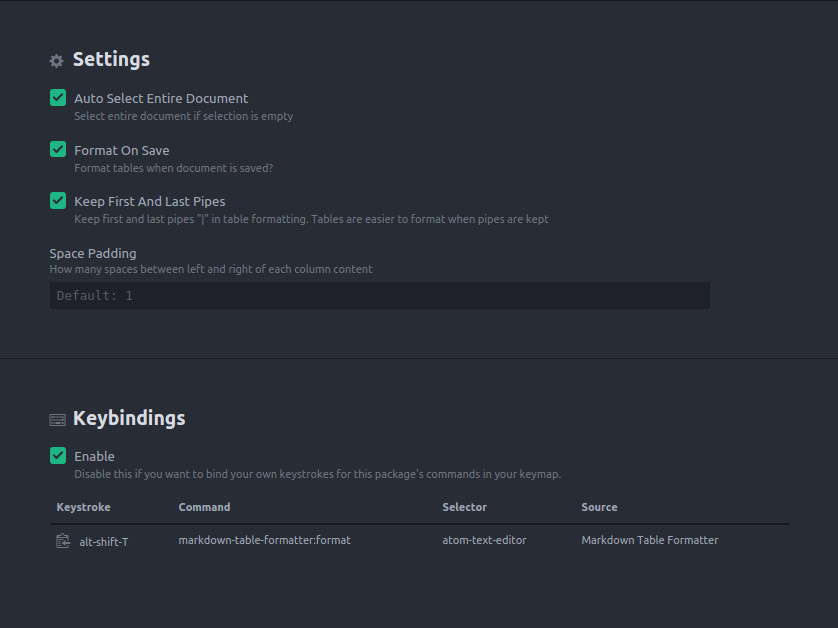 Settings
Auto Select Entire Document
Select entire document if selection is empty
Format On Save
Format tables when document is saved?
Keep First And Last Pipes
Keep first and last pipes "|" in table formatting. Tables are easier to format when pipes are kept
Space Padding
How many spaces between left and right of each column content
Default: 1
Keybindings
Enable
Disable this if you want to bind your own keystrokes for this package's commands in your keymap.
Keystroke Command Selector Source
alt-shift-T markdown-table-formatter:format atom-text-editor Markdown Table Formatter